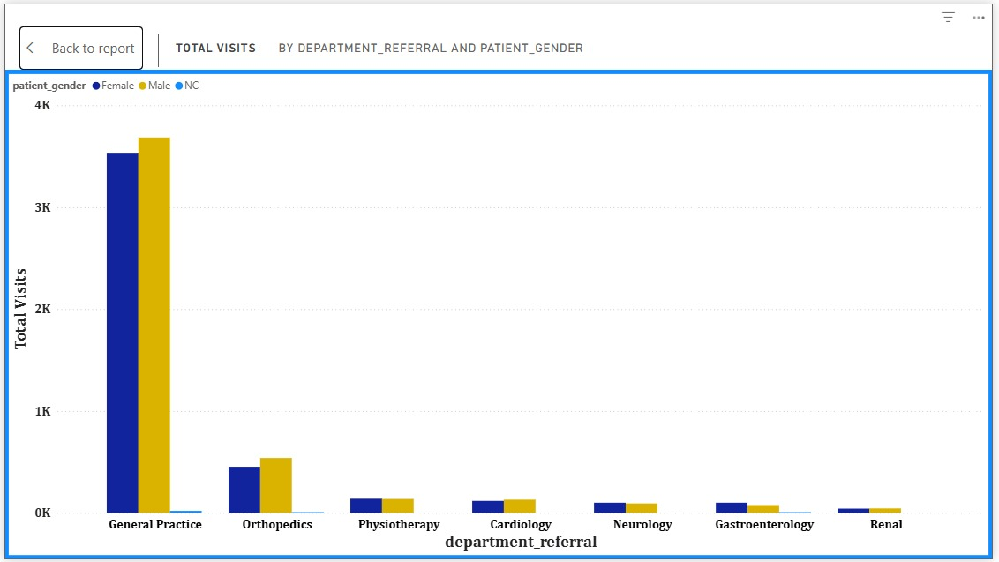 Back to report
TOTAL VISITS BY DEPARTMENT_REFERRAL AND PATIENT_GENDER
patient_gender Female Male NC
4K
3K
2K
1K
0K
Total Visits
General Practice Orthopedics Physiotherapy Cardiology Neurology Gastroenterology Renal
department_referral